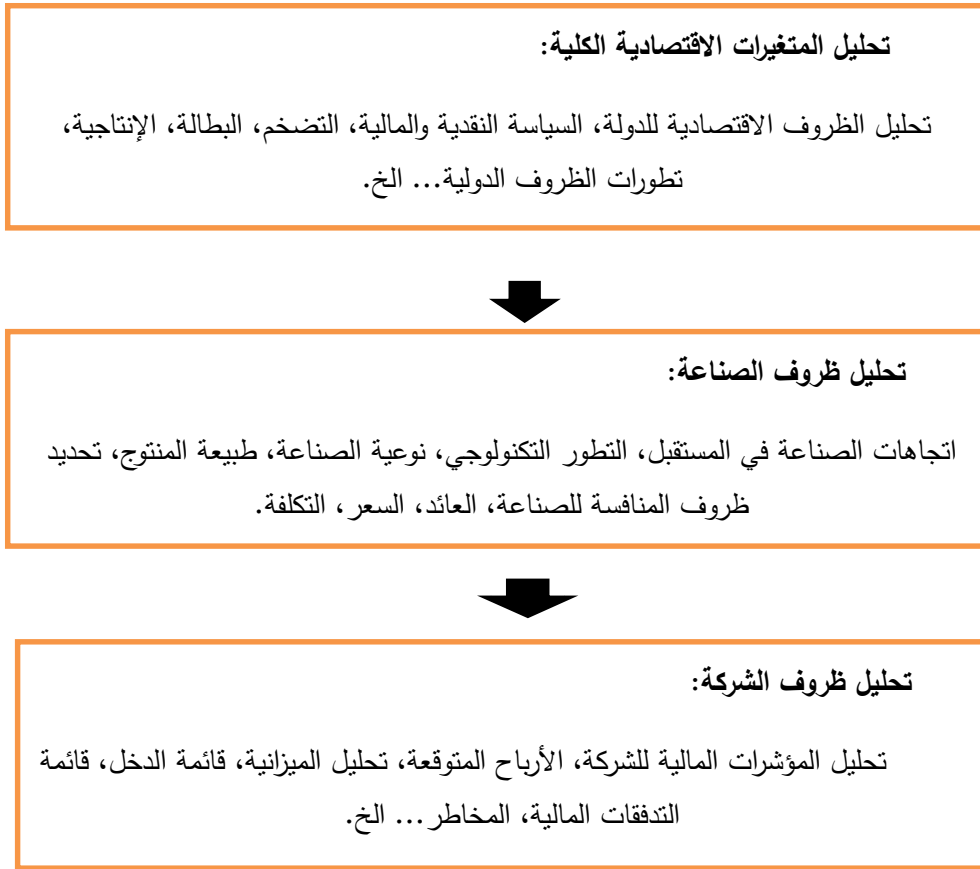 تحليل المتغيرات الاقتصادية الكلية:
تحليل الظروف الاقتصادية للدولة، السياسة النقدية والمالية، التضخم، البطالة، الإنتاجية،
تطورات الظروف الدولية... الخ.
تحليل ظروف الصناعة:
اتجاهات الصناعة في المستقبل، التطور التكنولوجي، نوعية الصناعة، طبيعة المنتوج، تحديد
ظروف المنافسة للصناعة، العائد، السعر، التكلفة.
تحليل ظروف الشركة:
تحليل المؤشرات المالية للشركة، الأرباح المتوقعة، تحليل الميزانية، قائمة الدخل، قائمة
التدفقات المالية، المخاطر... الخ.